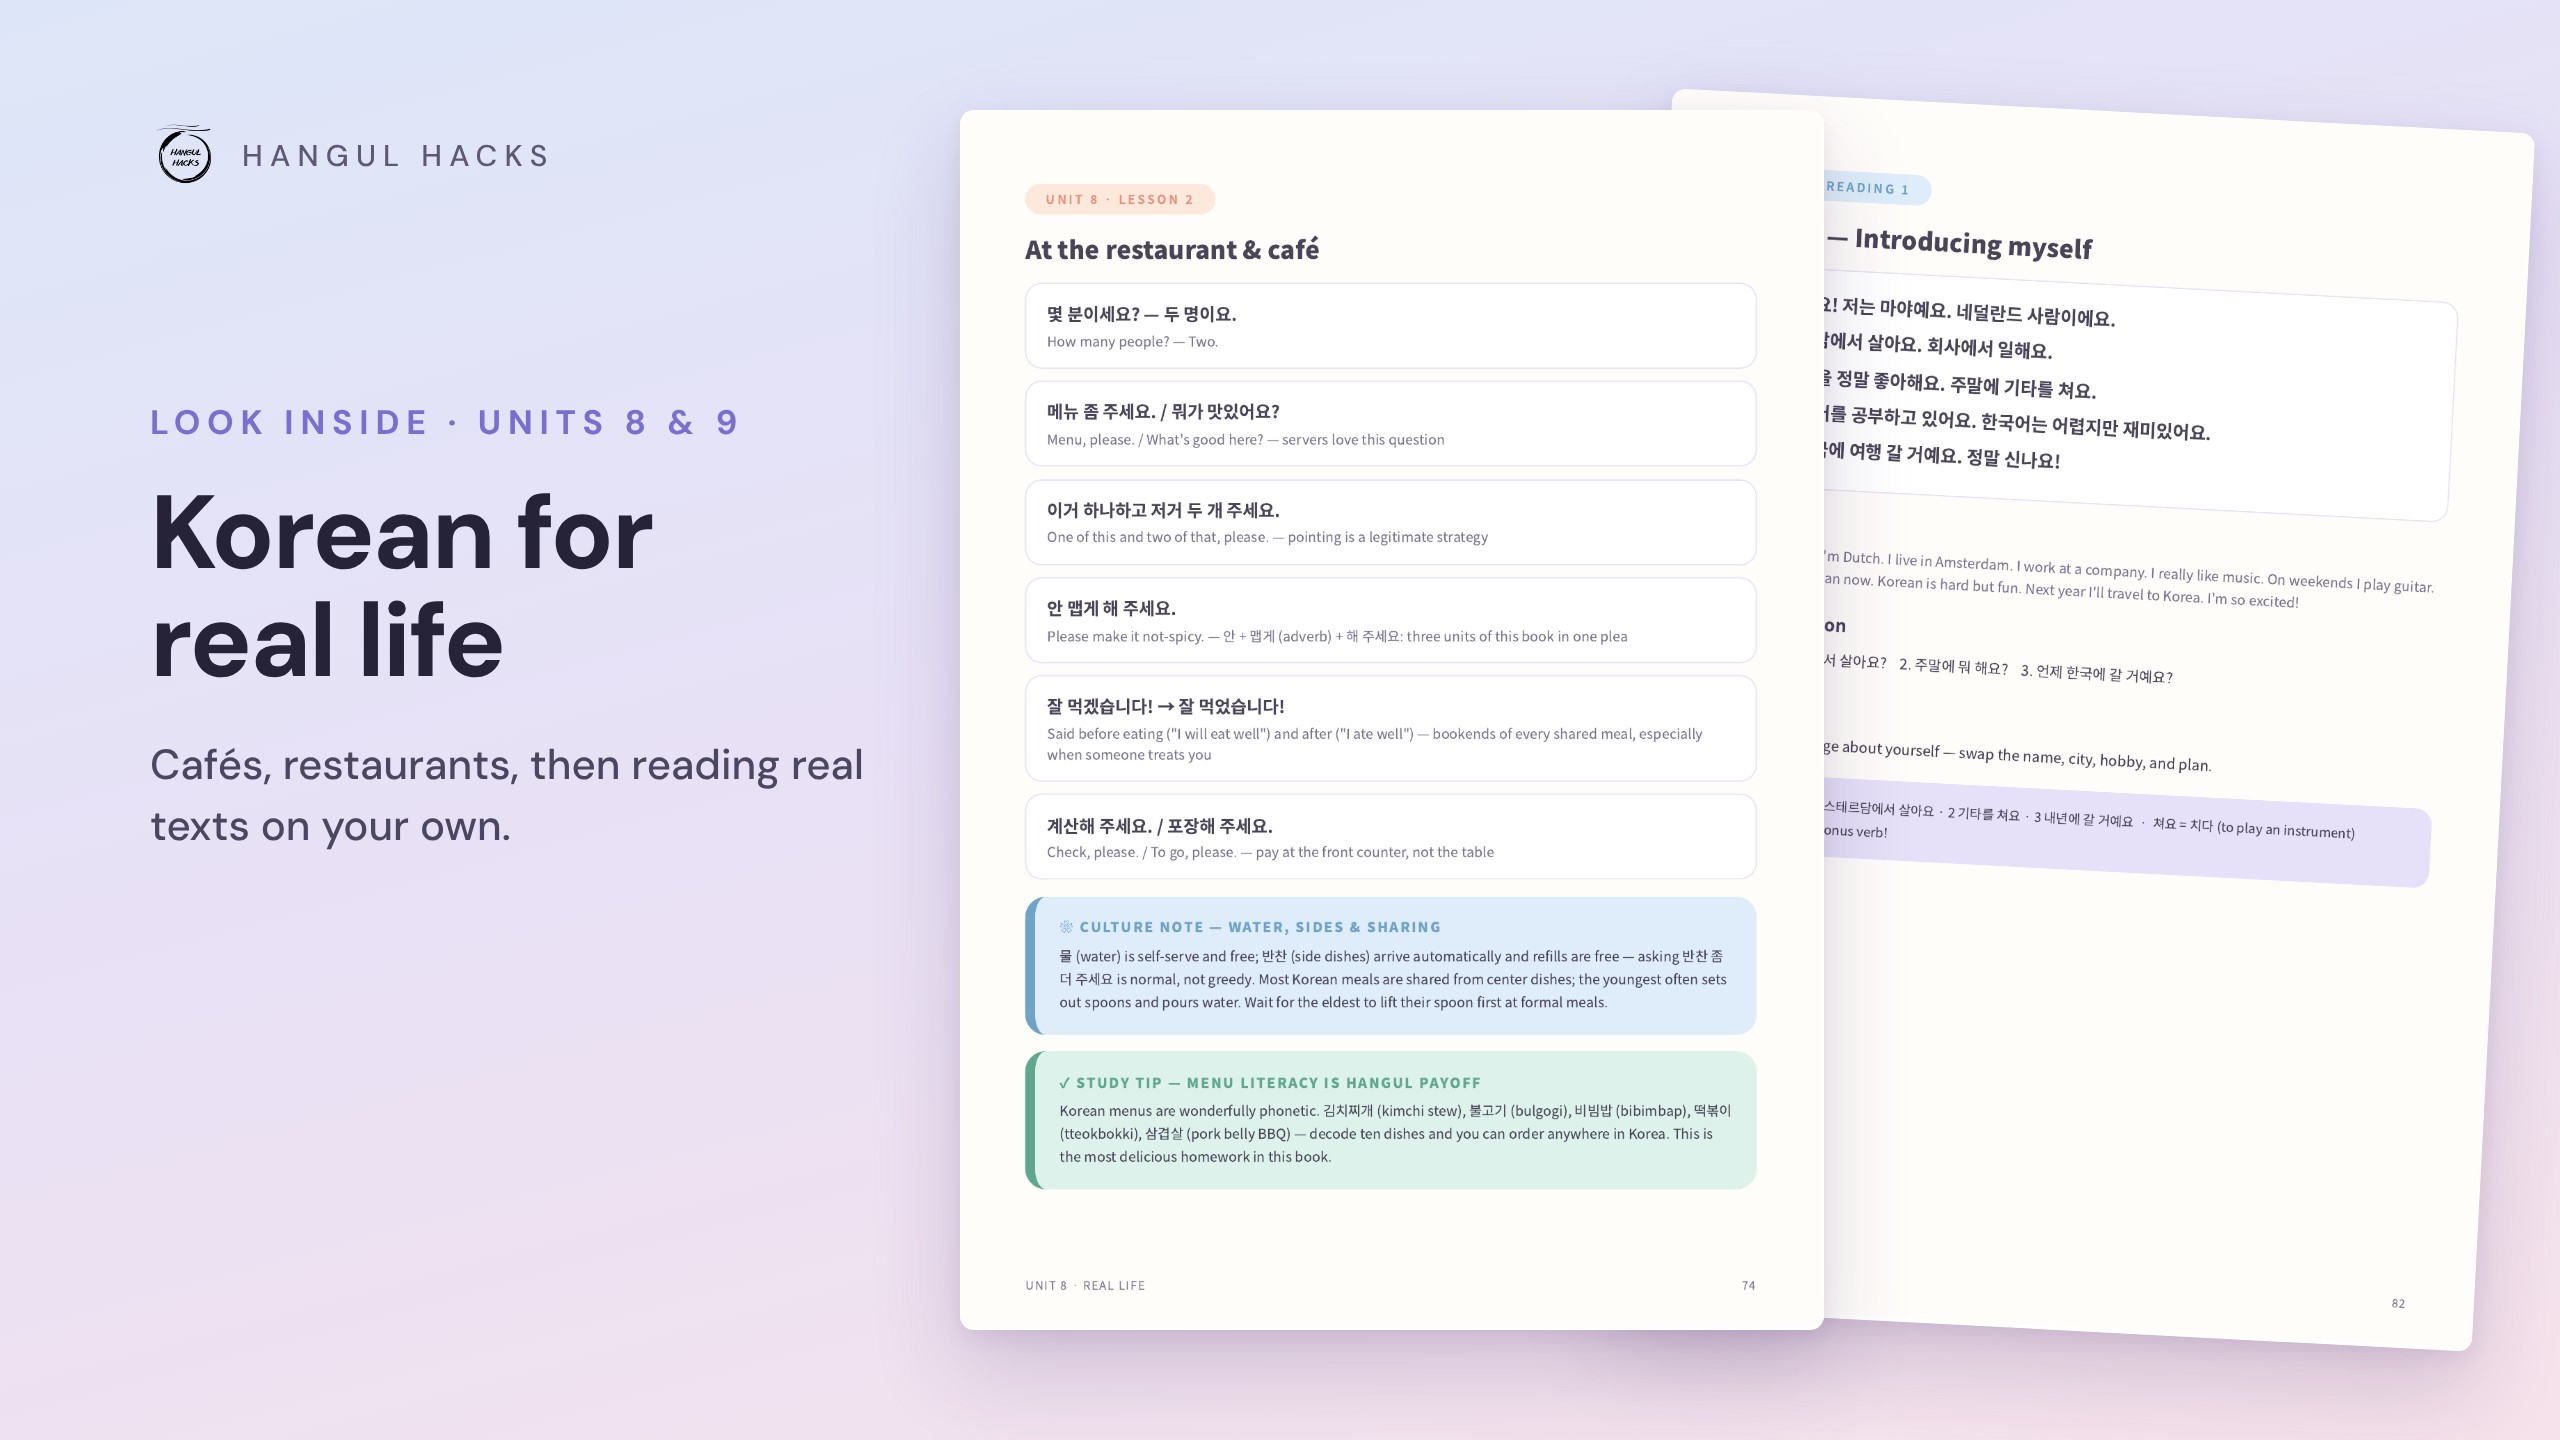 HANGUL HACKS
HANGUL HACKS
LOOK INSIDE · UNITS 8 & 9
Korean for
real life
Cafés, restaurants, then reading real
texts on your own.
UNIT 8 · LESSON 2
At the restaurant & café
몇 분이세요? — 두 명이요.
How many people? — Two.
메뉴 좀 주세요. / 뭐가 맛있어요?
Menu, please. / What's good here? — servers love this question
이거 하나하고 저거 두 개 주세요.
One of this and two of that, please. — pointing is a legitimate strategy
안 맵게 해 주세요.
Please make it not-spicy. — 안 + 맵게 (adverb) + 해 주세요: three units of this book in one plea
잘 먹겠습니다! → 잘 먹었습니다!
Said before eating ("I will eat well") and after ("I ate well") — bookends of every shared meal, especially
when someone treats you
계산해 주세요. / 포장해 주세요.
Check, please. / To go, please. — pay at the front counter, not the table
CULTURE NOTE — WATER, SIDES & SHARING
물 (water) is self-serve and free; 반찬 (side dishes) arrive automatically and refills are free — asking 반찬 좀
더 주세요 is normal, not greedy. Most Korean meals are shared from center dishes; the youngest often sets
out spoons and pours water. Wait for the eldest to lift their spoon first at formal meals.
✓ STUDY TIP — MENU LITERACY IS HANGUL PAYOFF
Korean menus are wonderfully phonetic. 김치찌개 (kimchi stew), 불고기 (bulgogi), 비빔밥 (bibimbap), 떡볶이
(tteokbokki), 삼겹살 (pork belly BBQ) — decode ten dishes and you can order anywhere in Korea. This is
the most delicious homework in this book.
UNIT 8 · REAL LIFE
74
READING 1
— Introducing myself
요! 저는 마야예요. 네덜란드 사람이에요.
에서 살아요. 회사에서 일해요.
을 정말 좋아해요. 주말에 기타를 쳐요.
를 공부하고 있어요. 한국어는 어렵지만 재미있어요.
에 여행 갈 거예요. 정말 신나요!
'm Dutch. I live in Amsterdam. I work at a company. I really like music. On weekends I play guitar.
an now. Korean is hard but fun. Next year I'll travel to Korea. I'm so excited!
on
서 살아요? 2. 주말에 뭐 해요? 3. 언제 한국에 갈 거예요?
ge about yourself — swap the name, city, hobby, and plan.
스테르담에서 살아요 · 2 기타를 쳐요 · 3 내년에 갈 거예요 · 쳐요 = 치다 (to play an instrument)
onus verb!
82